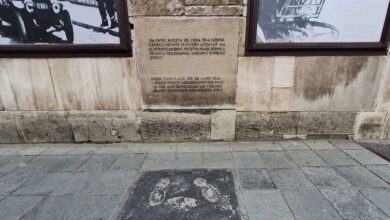 SA OVOG MJESTA 28. JUNA 1914. GODINE
GAVRILO PRINCIP JE IZVRŠIO ATENTAT NA
AUSTROUGARSKOG PRESTOLONASLJEDNIKA
FRANCA FERDINANDA I NJEGOVU SUPRUGU
SOFIJU
FROM THIS PLACE ON 28 JUNE 1914
GAVRILO PRINCIP ASSASSINATED THE HEIR
TO THE AUSTRO-HUNGARIAN THRONE
FRANZ FERDINAND AND HIS WIFE SOFIA